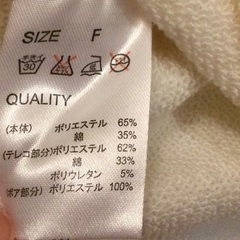 SIZE F
30
QUALITY
(本体) ポリエステル 65%
綿 35%
(テレコ部分) ポリエステル 62%
綿 33%
ポリウレタン 5%
ボア部分) ポリエステル 100%